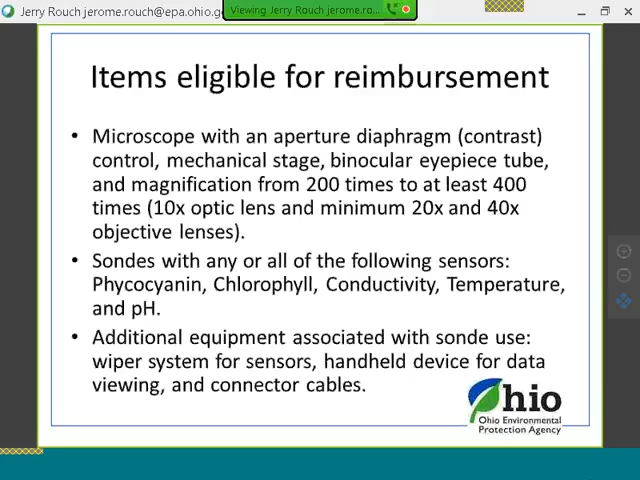 Jerry Rouch jerome.rouch@epa.ohio.g
Viewing Jerry Rouch jerome.ro...
Items eligible for reimbursement
• Microscope with an aperture diaphragm (contrast)
control, mechanical stage, binocular eyepiece tube,
and magnification from 200 times to at least 400
times (10x optic lens and minimum 20x and 40x
objective lenses).
• Sondes with any or all of the following sensors:
Phycocyanin, Chlorophyll, Conductivity, Temperature,
and pH.
• Additional equipment associated with sonde use:
wiper system for sensors, handheld device for data
viewing, and connector cables.
Ohio
Ohio Environmental
Protection Agency